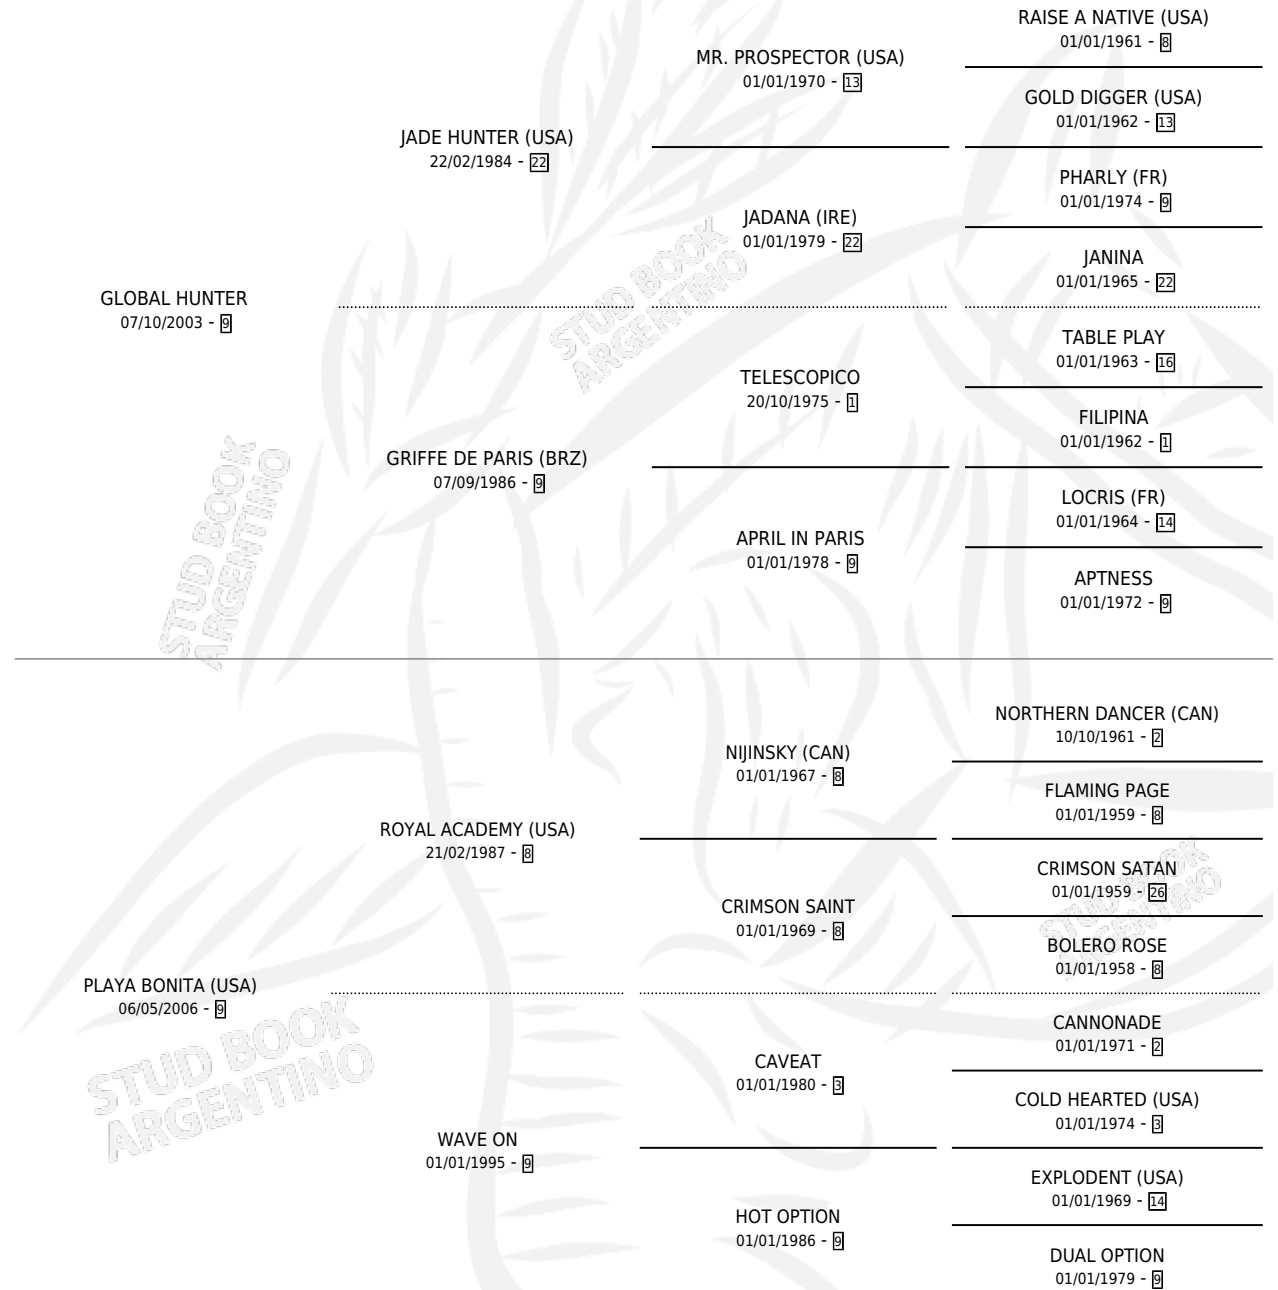 RAISE A NATIVE (USA)
01/01/1961 - 8
MR. PROSPECTOR (USA)
01/01/1970 - 13
GOLD DIGGER (USA)
01/01/1962 - 13
JADE HUNTER (USA)
22/02/1984 - 22
PHARLY (FR)
01/01/1974 - 9
JADANA (IRE)
01/01/1979 - 22
JANINA
01/01/1965 - 22
GLOBAL HUNTER
07/10/2003 - 9
TABLE PLAY
01/01/1963 - 16
TELESCOPICO
20/10/1975 - 1
FILIPINA
01/01/1962 - 1
GRIFFE DE PARIS (BRZ)
07/09/1986 - 9
LOCRIS (FR)
01/01/1964 - 14
APRIL IN PARIS
01/01/1978 - 9
APTNESS
01/01/1972 - 9
STUD BOOK
ARGENTINO
STUD BOOK
ARGENTINO
NORTHERN DANCER (CAN)
10/10/1961 - 2
NIJINSKY (CAN)
01/01/1967 - 8
FLAMING PAGE
01/01/1959 - 8
ROYAL ACADEMY (USA)
21/02/1987 - 8
CRIMSON SATAN
01/01/1959 - 26
CRIMSON SAINT
01/01/1969 - 8
BOLERO ROSE
01/01/1958 - 8
PLAYA BONITA (USA)
06/05/2006 - 9
CANNONADE
01/01/1971 - 2
CAVEAT
01/01/1980 - 3
COLD HEARTED (USA)
01/01/1974 - 3
WAVE ON
01/01/1995 - 9
EXPLODENT (USA)
01/01/1969 - 14
HOT OPTION
01/01/1986 - 9
DUAL OPTION
01/01/1979 - 9
STUD BOOK
ARGENTINO
STUD BOOK
ARGENTINO